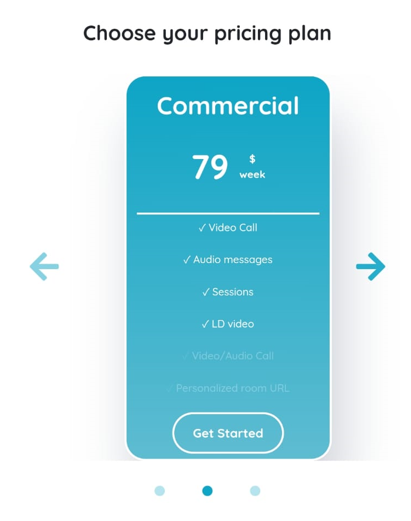 Choose your pricing plan
Commercial
79 $
week
✓ Video Call
✓ Audio messages
✓ Sessions
✓ LD video
✓ Video/Audio Call
Personalized room URL
Get Started